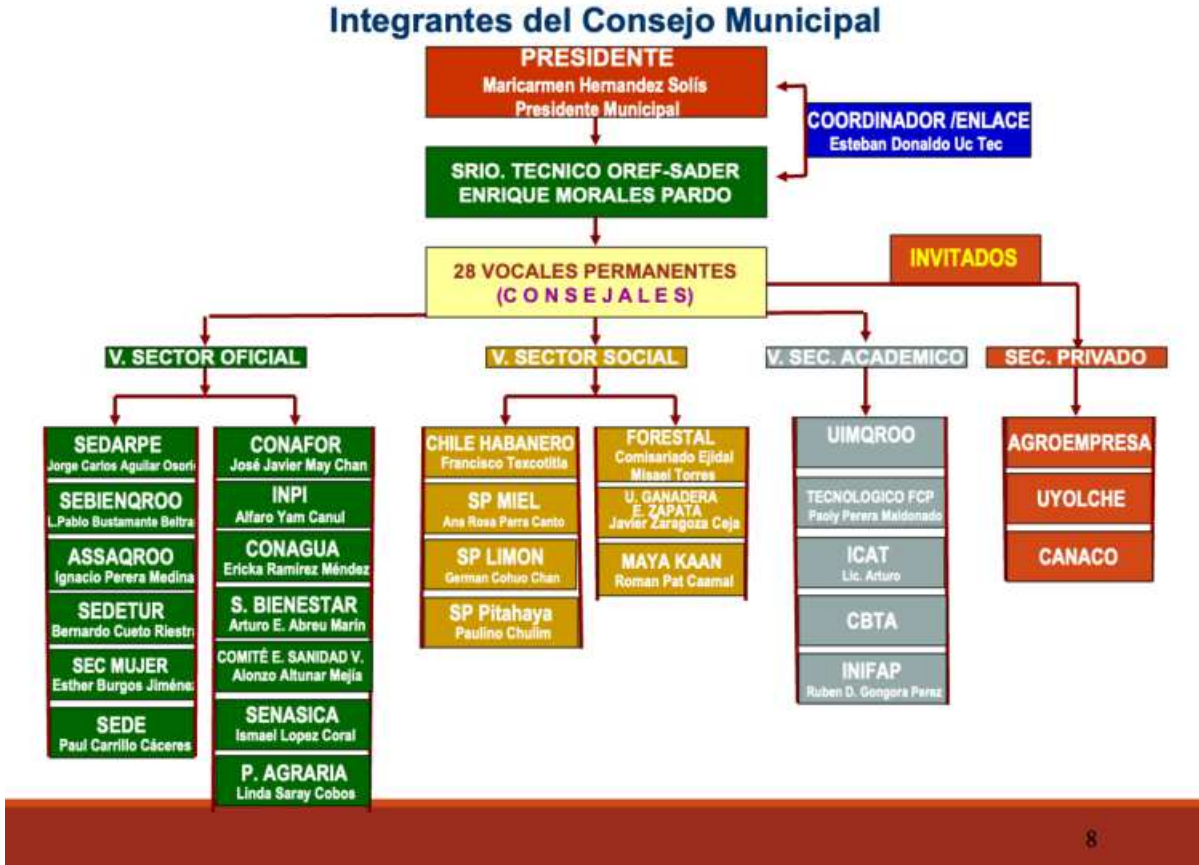 Integrantes del Consejo Municipal
PRESIDENTE
Maricarmen Hernandez Solís
Presidente Municipal
COORDINADOR /ENLACE
Esteban Donaldo Uc Tec
SRIO. TECNICO OREF-SADER
ENRIQUE MORALES PARDO
28 VOCALES PERMANENTES
(C O N S E J A L E S)
INVITADOS
V. SECTOR OFICIAL
V. SECTOR SOCIAL
V. SEC. ACADEMICO
SEC. PRIVADO
SEDARPE
Jorge Carlos Aguilar Osori
SEBIENQROO
L.Pablo Bustamante Beltra
ASSAQROO
Ignacio Perera Medina
SEDETUR
Bernardo Cueto Riestr
SEC MUJER
Esther Burgos Jiméne
SEDE
Paul Carrillo Cáceres
CONAFOR
José Javier May Chan
INPI
Alfaro Yam Canul
CONAGUA
Ericka Ramírez Méndez
S. BIENESTAR
Arturo E. Abreu Marín
COMITÉ E. SANIDAD V.
Alonzo Altunar Mejía
SENASICA
Ismael Lopez Coral
P. AGRARIA
Linda Saray Cobos
CHILE HABANERO
Francisco Texcotitla
SP MIEL
Ana Rosa Parra Canto
SP LIMON
German Cohuo Chan
SP Pitahaya
Paulino Chulim
FORESTAL
Comisariado Ejidal
Misael Torres
U. GANADERA
E. ZAPATA
Javier Zaragoza Ceja
MAYA KAAN
Roman Pat Caamal
UIMQROO
TECNOLOGICO FCP
Paoly Perera Maldonado
ICAT
Lic. Arturo
CBTA
INIFAP
Ruben D. Gongora Perez
AGROEMPRESA
UYOLCHE
CANACO
8